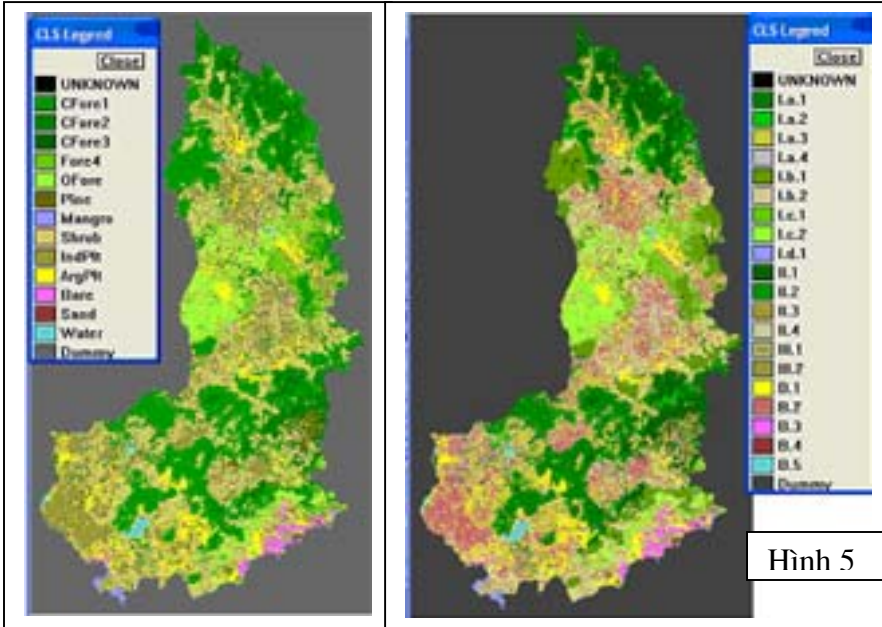 CLS Legend
Close
UNKNOWN
CFore1
CFore2
CFore3
Fore4
OFore
Pine
Mangro
Shrub
IndPlt
ArgPlt
Bare
Sand
Water
Dummy
CLS Legend
Close
UNKNOWN
I.a.1
I.a.2
I.a.3
I.a.4
I.b.1
I.b.2
I.c.1
I.c.2
I.d.1
II.1
II.2
II.3
II.4
III.1
III.2
B.1
B.2
B.3
B.4
B.5
Dummy
Hình 5